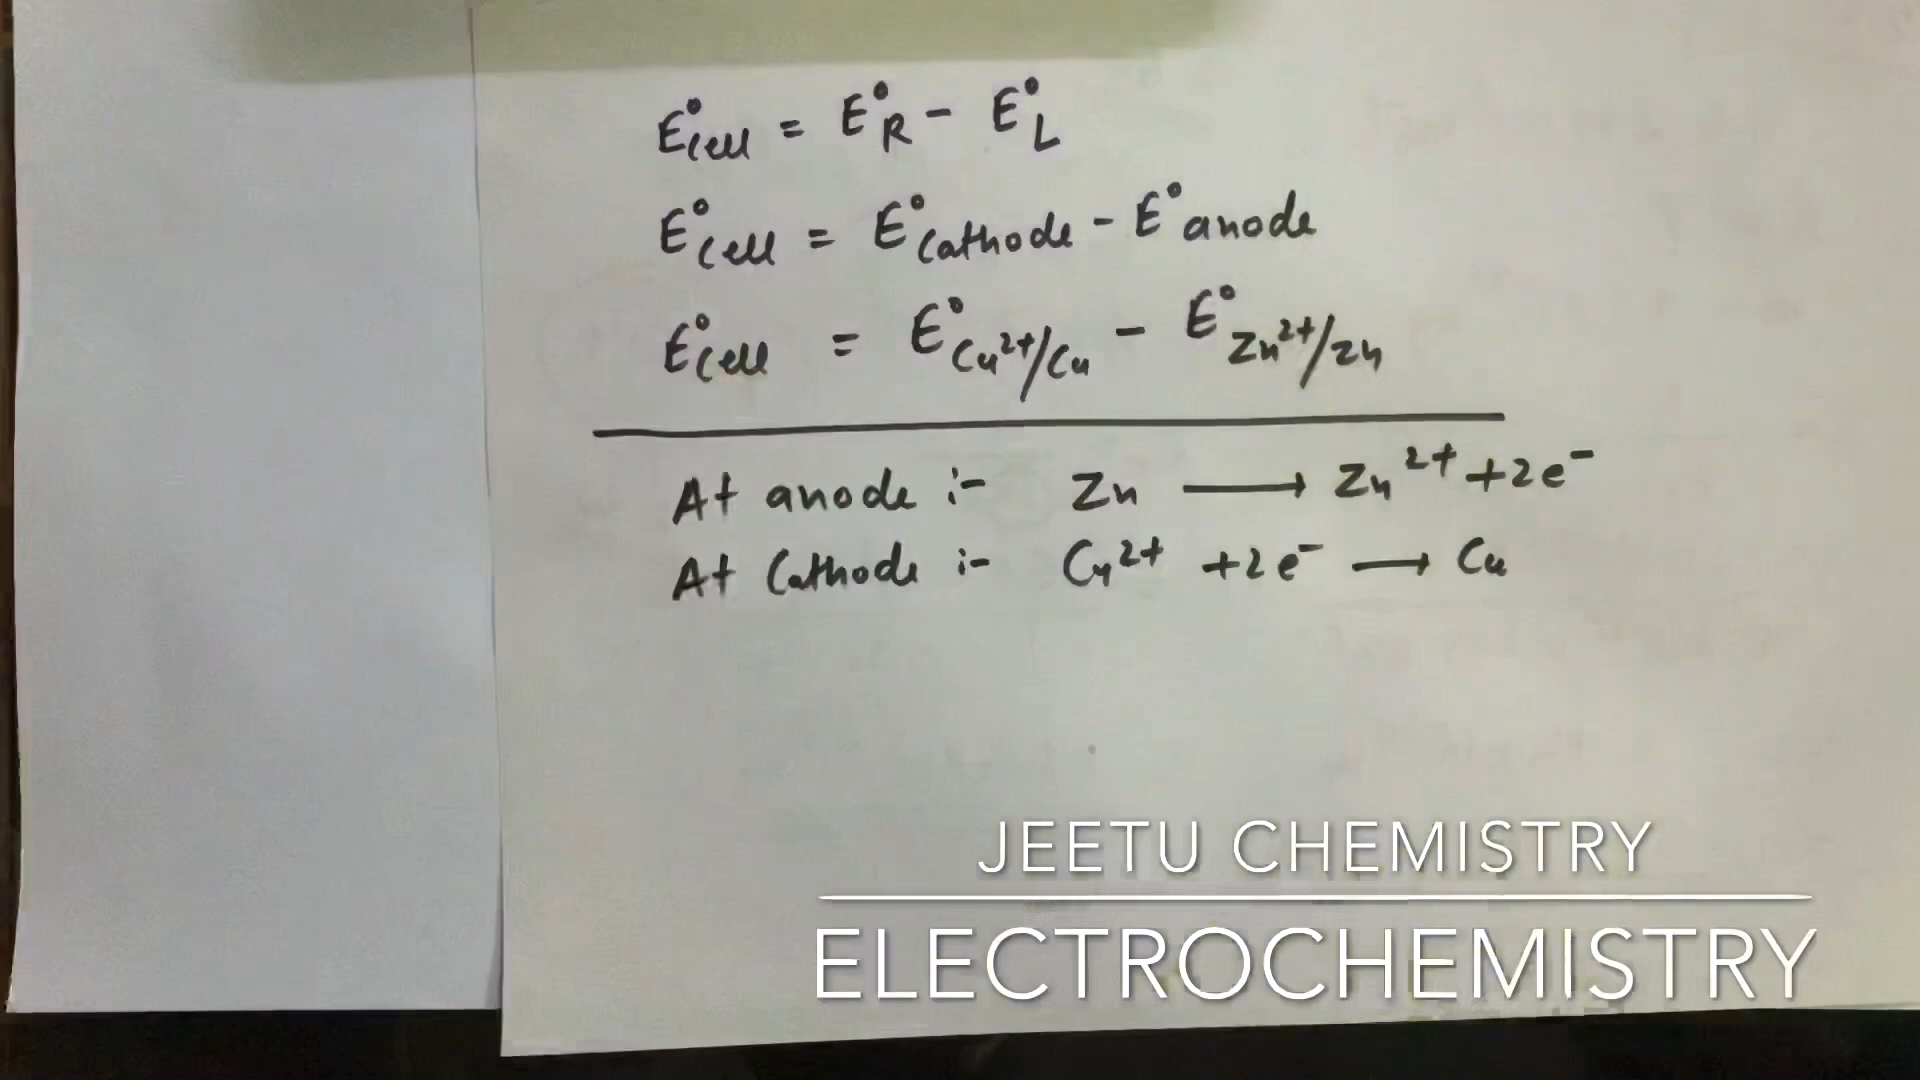 E°cell = E°R - E°L
E°cell = E°Cathode - E°anode
E°cell = E°Cu²⁺/Cu - E°Zn²⁺/Zn
At anode :- Zn ⟶ Zn²⁺ + 2e⁻
At Cathode :- Cu²⁺ + 2e⁻ ⟶ Cu
JEETU CHEMISTRY
ELECTROCHEMISTRY